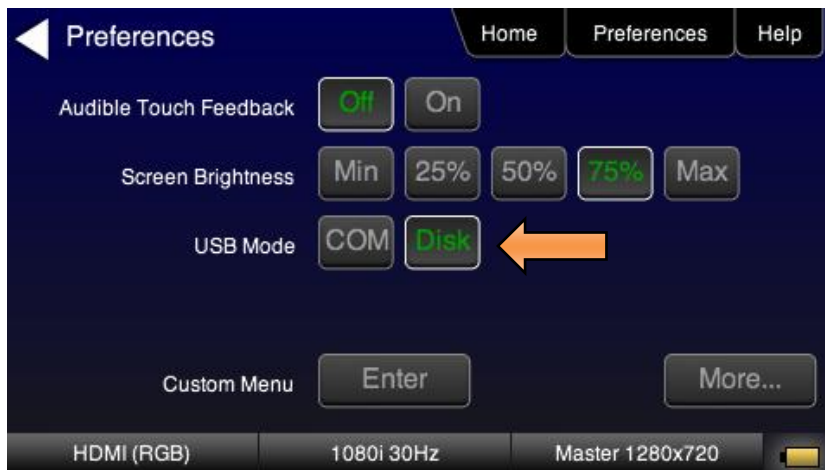 Preferences Home Preferences Help
Audible Touch Feedback Off On
Screen Brightness Min 25% 50% 75% Max
USB Mode COM Disk
Custom Menu Enter More...
HDMI (RGB) 1080i 30Hz Master 1280x720